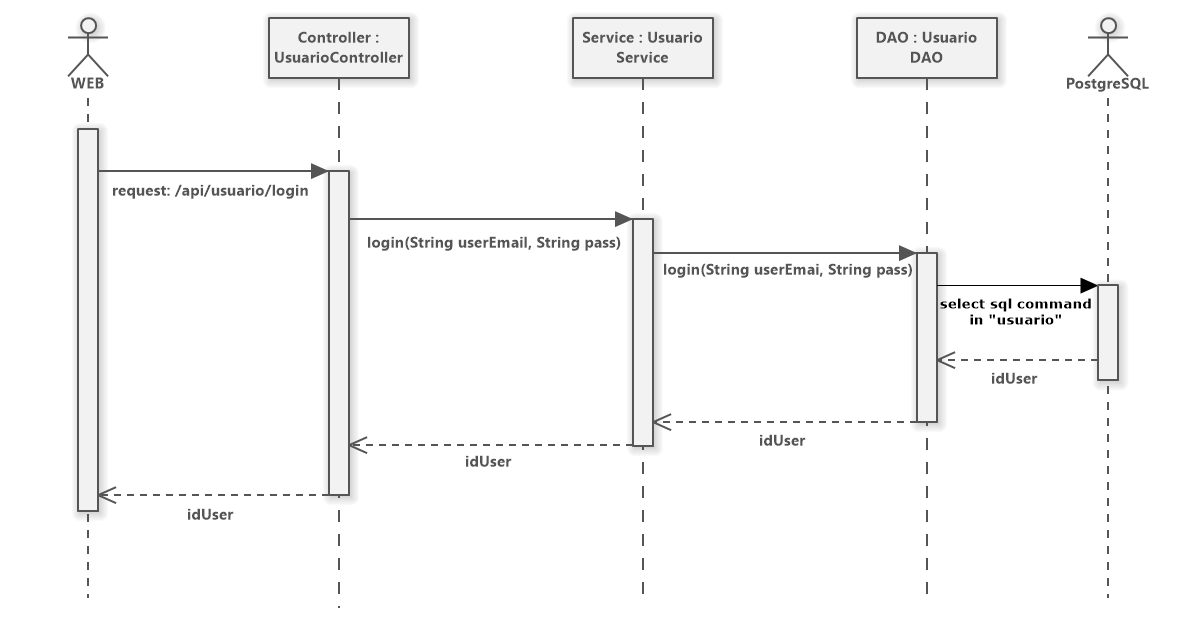 WEB
Controller :
UsuarioController
Service : Usuario
Service
DAO : Usuario
DAO
PostgreSQL
request: /api/usuario/login
login(String userEmail, String pass)
login(String userEmai, String pass)
select sql command
in "usuario"
idUser
idUser
idUser
idUser